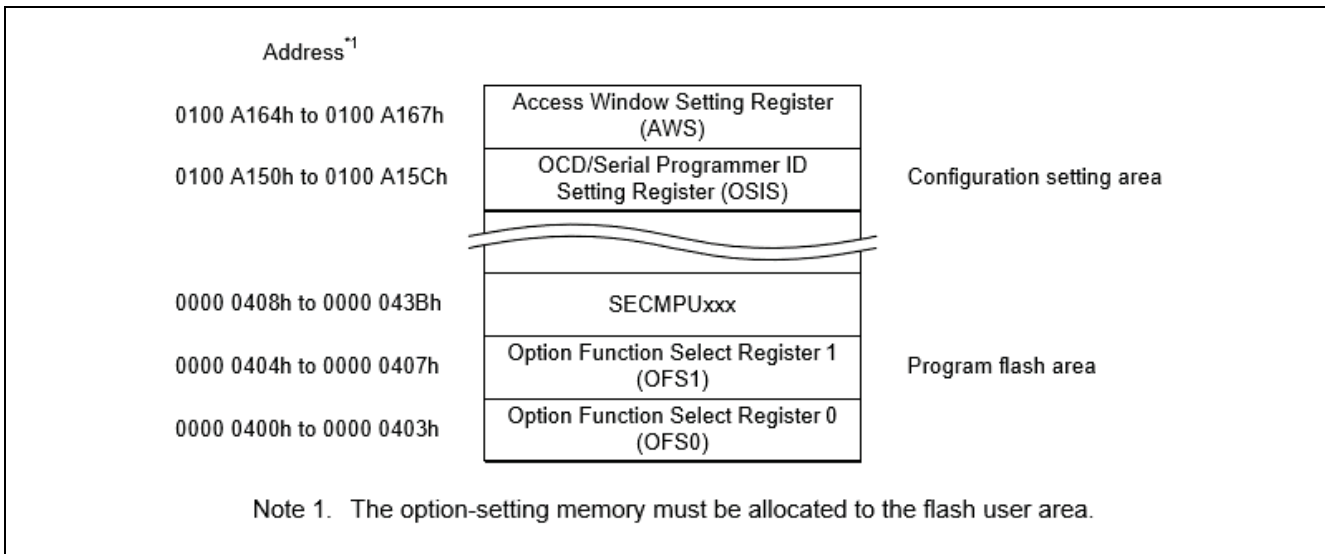 Address*1
0100 A164h to 0100 A167h
Access Window Setting Register
(AWS)
0100 A150h to 0100 A15Ch
OCD/Serial Programmer ID
Setting Register (OSIS)
Configuration setting area
0000 0408h to 0000 043Bh
SECMPUxxx
0000 0404h to 0000 0407h
Option Function Select Register 1
(OFS1)
Program flash area
0000 0400h to 0000 0403h
Option Function Select Register 0
(OFS0)
Note 1. The option-setting memory must be allocated to the flash user area.